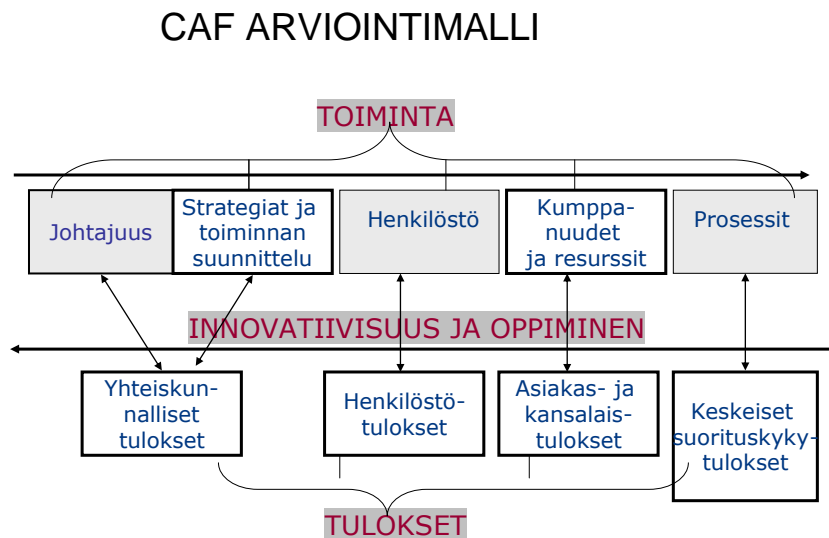 CAF ARVIOINTIMALLI
TOIMINTA
Johtajuus
Strategiat ja
toiminnan
suunnittelu
Henkilöstö
Kumppa-
nuudet
ja resurssit
Prosessit
INNOVATIIVISUUS JA OPPIMINEN
Yhteiskun-
nalliset
tulokset
Henkilöstö-
tulokset
Asiakas- ja
kansalais-
tulokset
Keskeiset
suorituskyky-
tulokset
TULOKSET